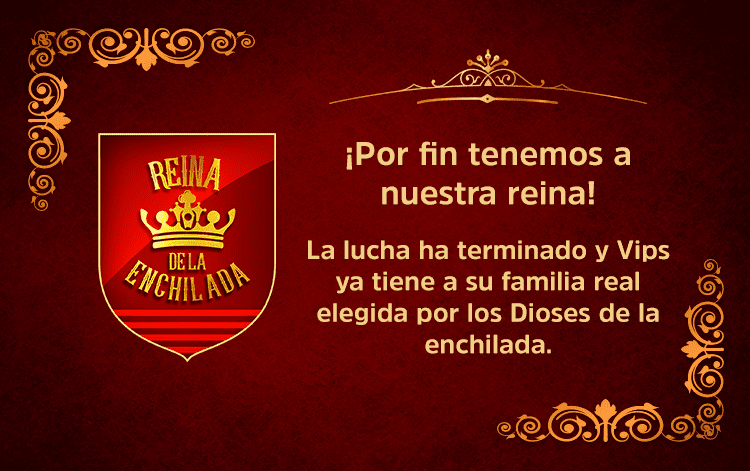 REINA
DE LA
ENCHILADA
¡Por fin tenemos a
nuestra reina!
La lucha ha terminado y Vips
ya tiene a su familia real
elegida por los Dioses de la
enchilada.